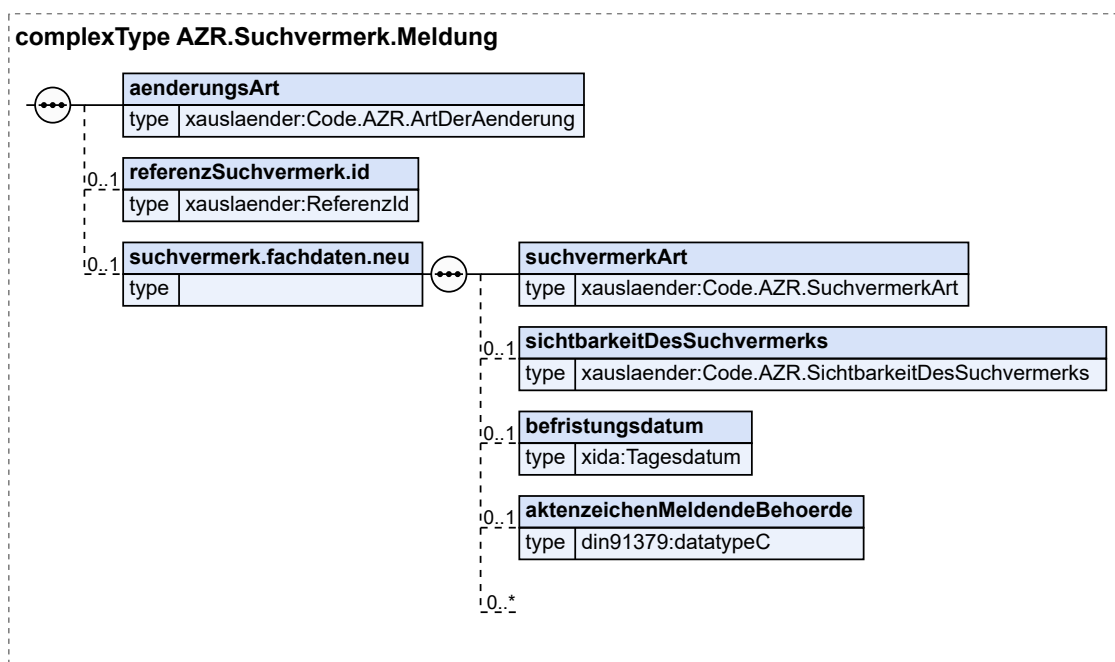 complexType AZR.Suchvermerk.Meldung
aenderungsArt
type xauslaender:Code.AZR.ArtDerAenderung
0..1 referenzSuchvermerk.id
type xauslaender:ReferenzId
0..1 suchvermerk.fachdaten.neu
type
suchvermerkArt
type xauslaender:Code.AZR.SuchvermerkArt
0..1 sichtbarkeitDesSuchvermerks
type xauslaender:Code.AZR.SichtbarkeitDesSuchvermerks
0..1 befristungsdatum
type xida:Tagesdatum
0..1 aktenzeichenMeldendeBehoerde
type din91379:datatypeC
0..*